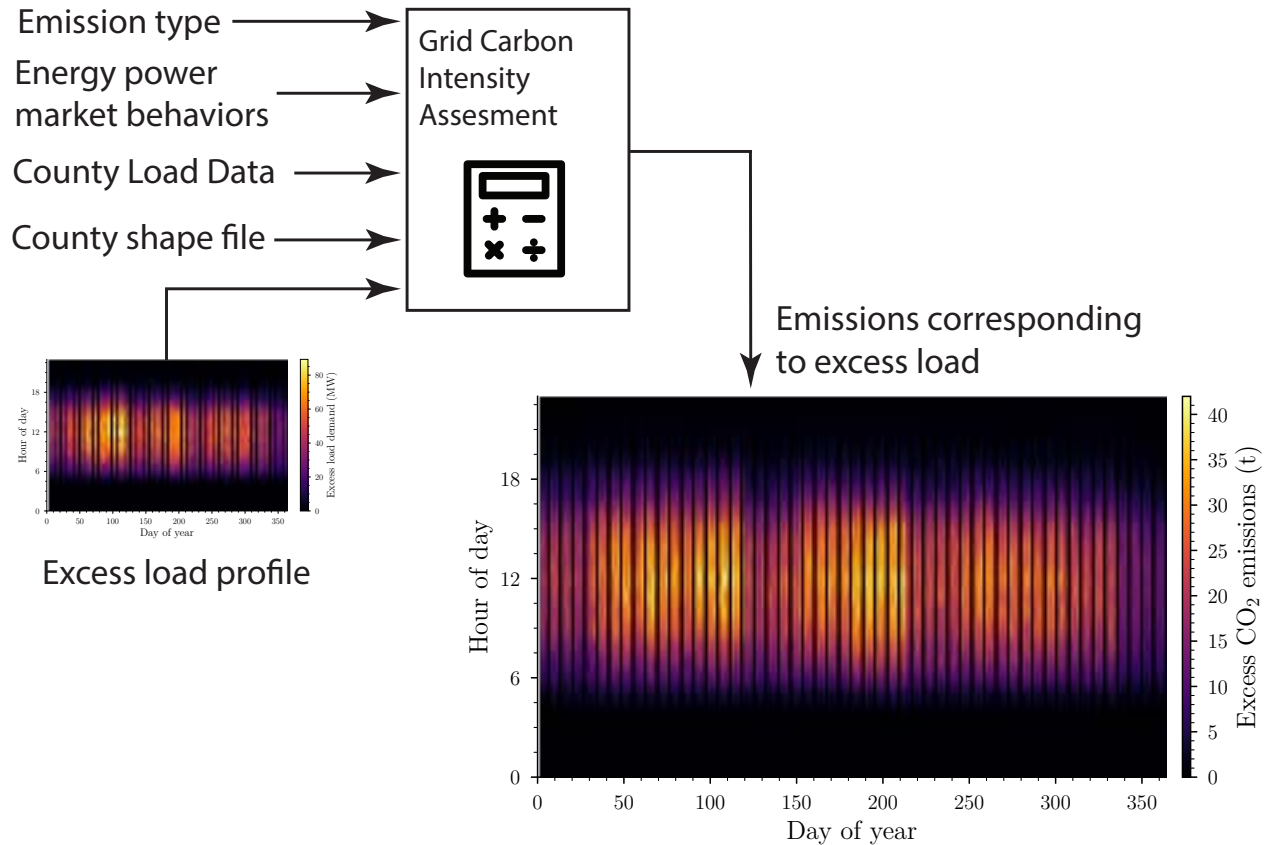 Emission type
Energy power
market behaviors
County Load Data
County shape file
Grid Carbon
Intensity
Assesment
Emissions corresponding
to excess load
18
12
6
0
Hour of day
0 50 100 150 200 250 300 350
Day of year
80
60
40
20
0
Excess load demand (MW)
Excess load profile
18
12
6
0
Hour of day
0 50 100 150 200 250 300 350
Day of year
40
35
30
25
20
15
10
5
0
Excess CO₂ emissions (t)